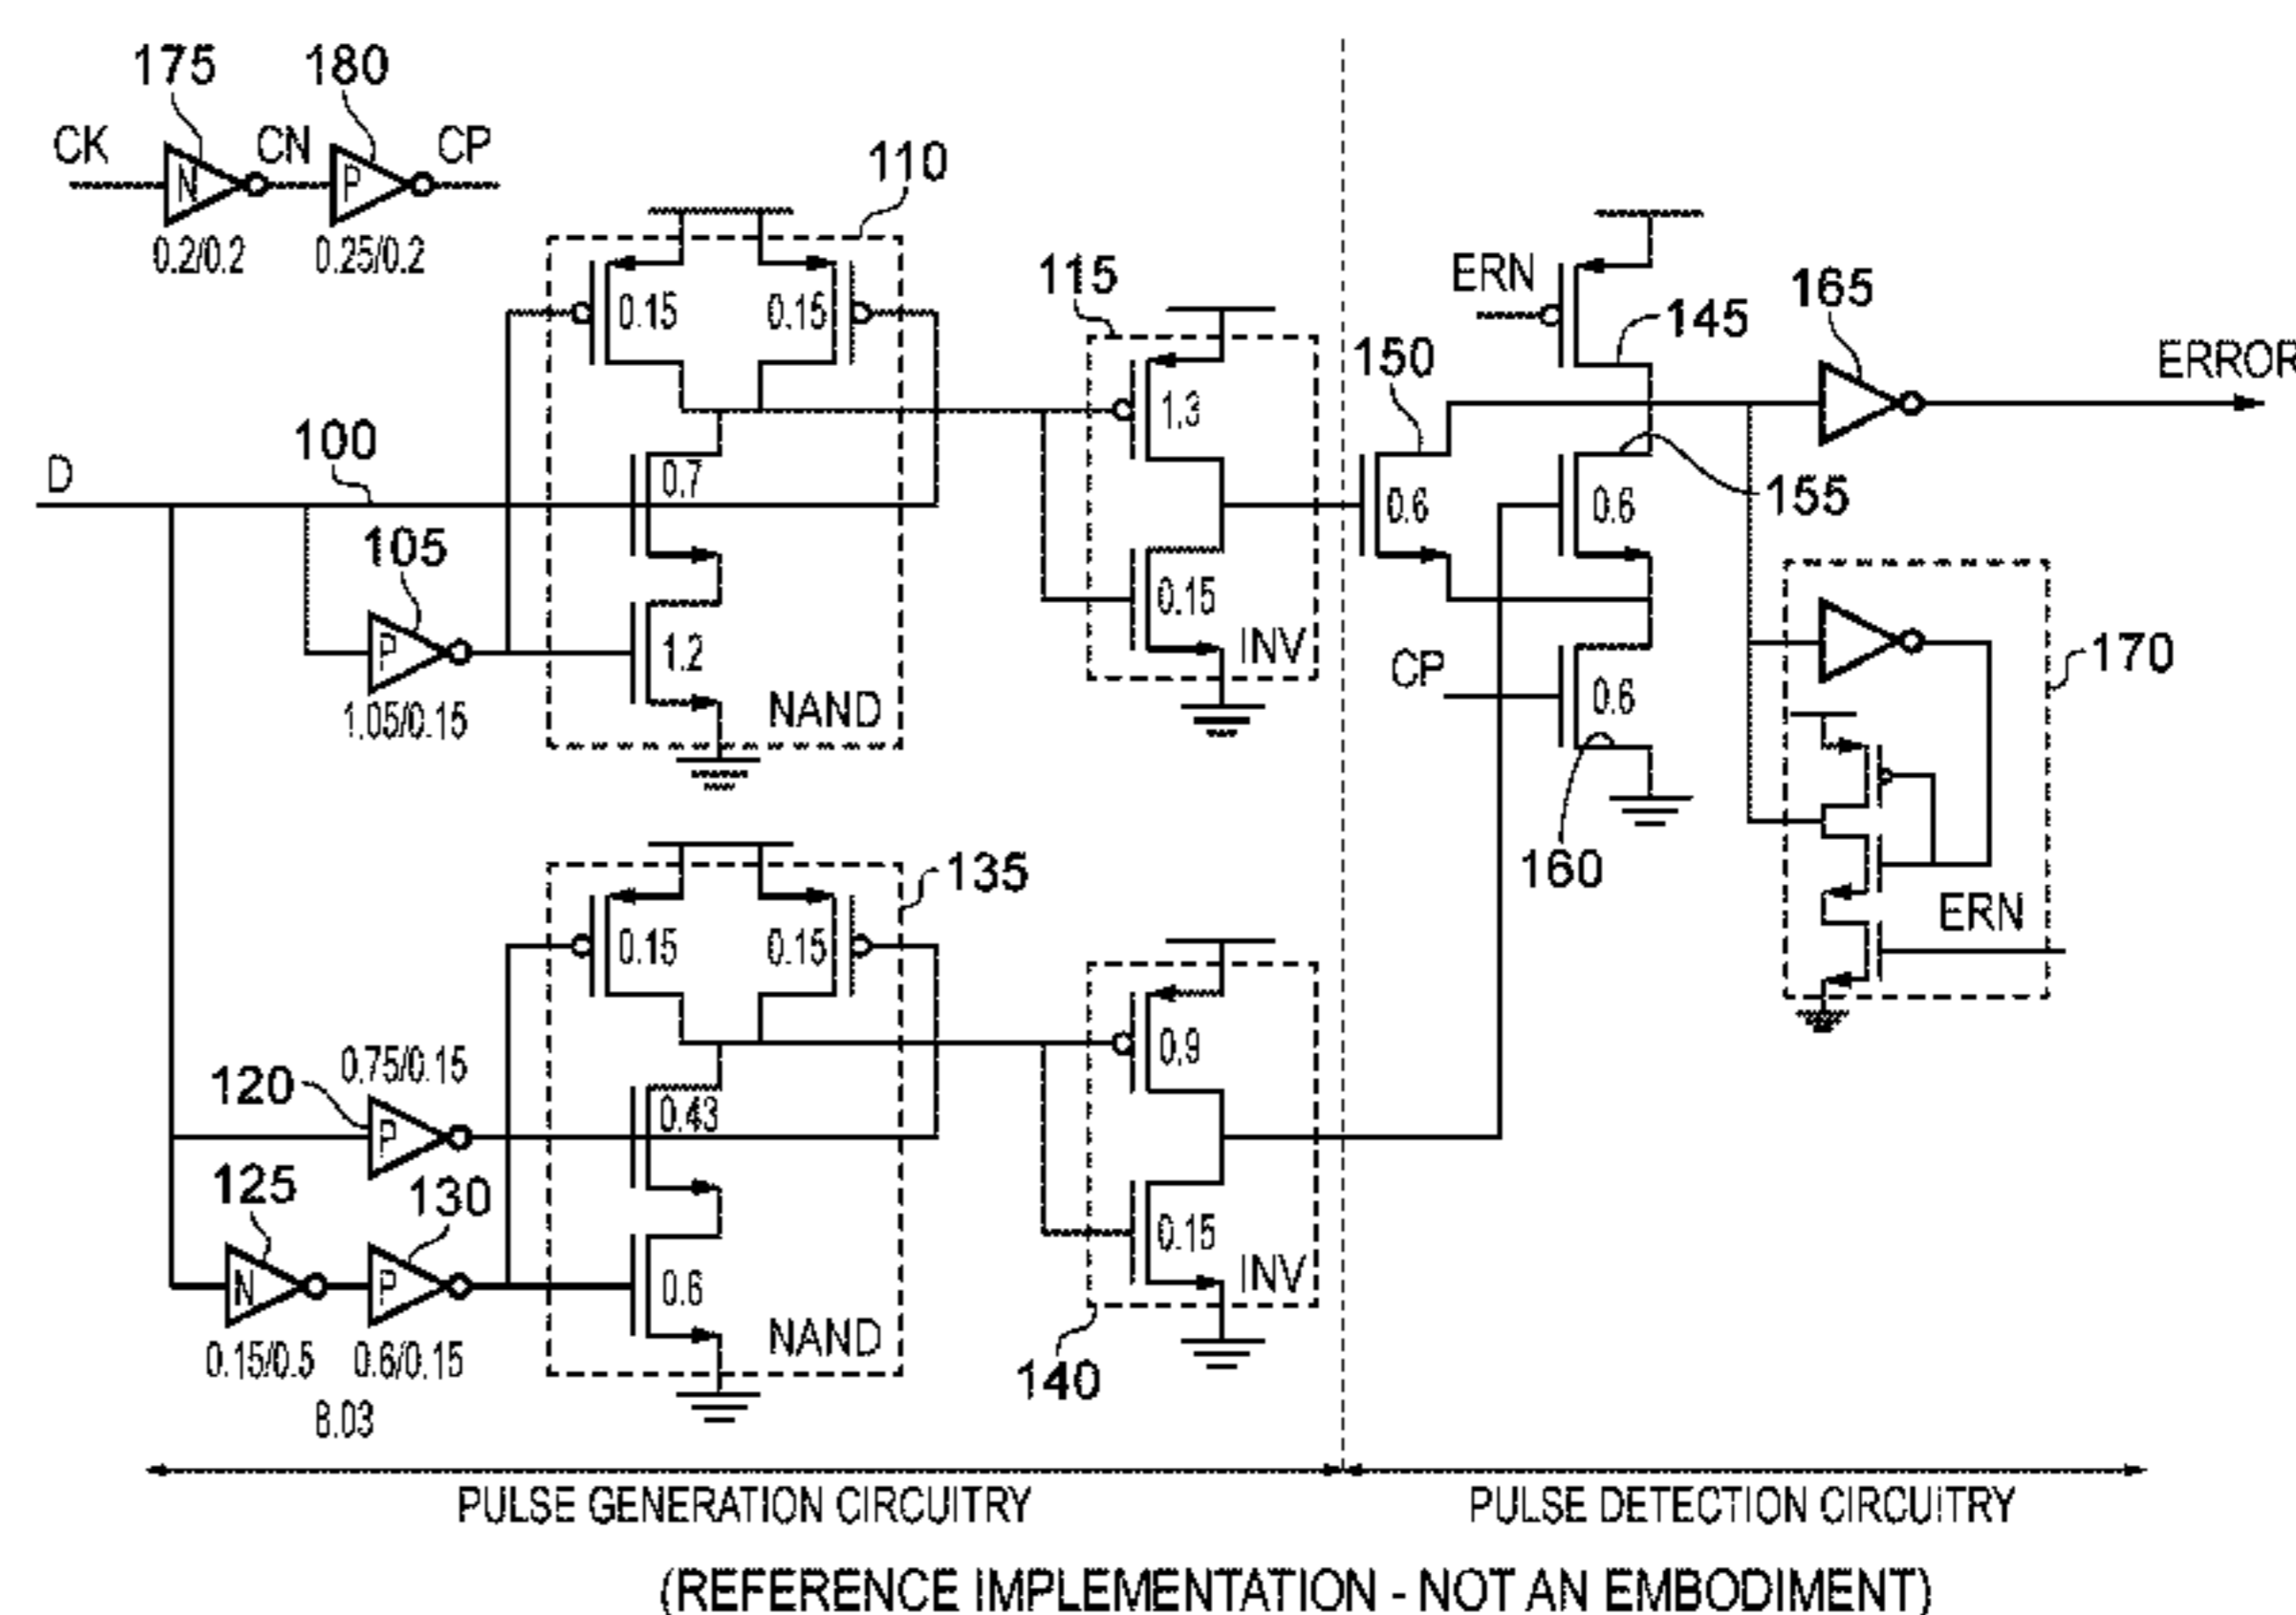 175 180
CK N CN P CP
0.2/0.2 0.25/0.2
110
0.15 0.15
115
1.3
100
D
0.7
105
P
1.05/0.15
1.2
NAND
0.15
INV
ERN
145
165
ERROR
150
0.6
0.6
155
CP
0.6
160
170
ERN
135
0.15 0.15
0.75/0.15
120
P
0.43
0.9
125
130
N P
0.6
0.15/0.5 0.6/0.15
8.03
NAND
0.15
INV
140
PULSE GENERATION CIRCUITRY PULSE DETECTION CIRCUITRY
(REFERENCE IMPLEMENTATION - NOT AN EMBODIMENT)